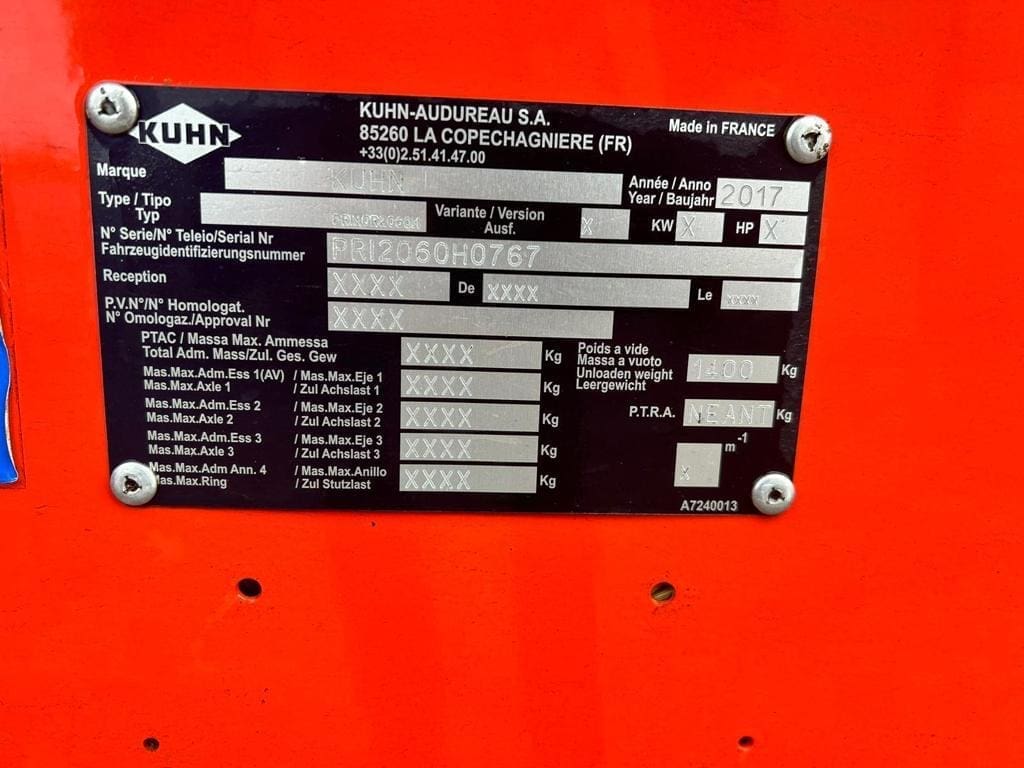 KUHN
KUHN-AUDUREAU S.A.
85260 LA COPECHAGNIERE (FR)
+33(0)2.51.41.47.00
Made in FRANCE
Marque KUHN
Année / Anno
Year / Baujahr 2017
Type / Tipo
Typ
Variante / Version
Ausf. X
KW X HP X
N° Serie/N° Teleio/Serial Nr
Fahrzeugidentifizierungsnummer PRI2060H0767
Reception XXXX De XXXX Le XXXX
P.V.N°/N° Homologat.
N° Omologaz./Approval Nr XXXX
PTAC / Massa Max. Ammessa
Total Adm. Mass/Zul. Ges. Gew XXXX Kg
Mas.Max.Adm.Ess 1(AV) / Mas.Max.Eje 1
Mas.Max.Axle 1 / Zul Achslast 1 XXXX Kg
Mas.Max.Adm.Ess 2 / Mas.Max.Eje 2
Mas.Max.Axle 2 / Zul Achslast 2 XXXX Kg
Mas.Max.Adm.Ess 3 / Mas.Max.Eje 3
Mas.Max.Axle 3 / Zul Achslast 3 XXXX Kg
Mas.Max.Adm Ann. 4 / Mas.Max.Anillo
Mas.Max.Ring / Zul Stutzlast XXXX Kg
Poids a vide
Massa a vuoto
Unloaden weight
Leergewicht 1400 Kg
P.T.R.A. NEANT Kg
X m-1
A7240013